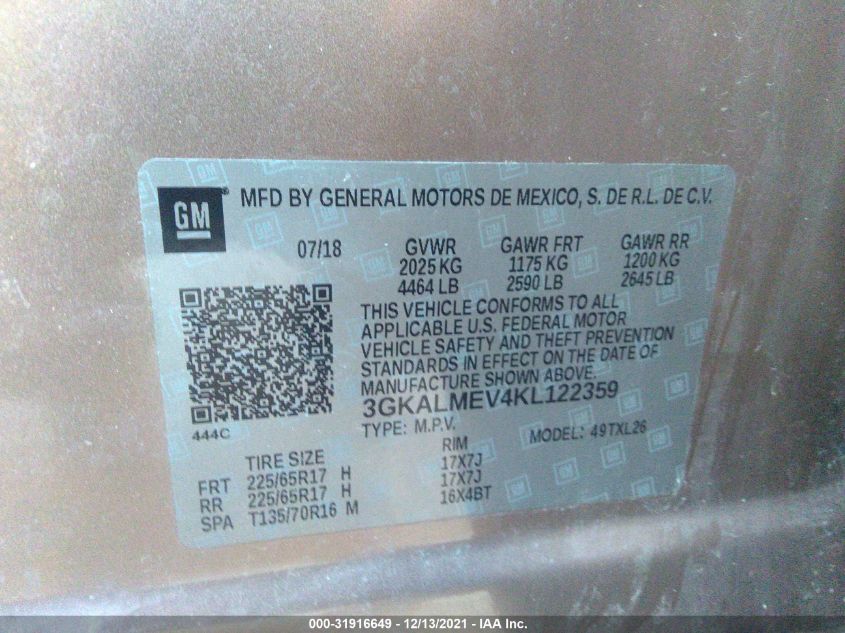 GM
MFD BY GENERAL MOTORS DE MEXICO, S. DE R.L. DE C.V.
07/18 GVWR GAWR FRT GAWR RR
2025 KG 1175 KG 1200 KG
4464 LB 2590 LB 2645 LB
THIS VEHICLE CONFORMS TO ALL
APPLICABLE U.S. FEDERAL MOTOR
VEHICLE SAFETY AND THEFT PREVENTION
STANDARDS IN EFFECT ON THE DATE OF
MANUFACTURE SHOWN ABOVE.
3GKALMEV4KL122359
444C
TYPE: M.P.V. MODEL: 49TXL26
TIRE SIZE RIM
FRT 225/65R17 H 17X7J
RR 225/65R17 H 17X7J
SPA T135/70R16 M 16X4BT
000-31916649 - 12/13/2021 - IAA Inc.